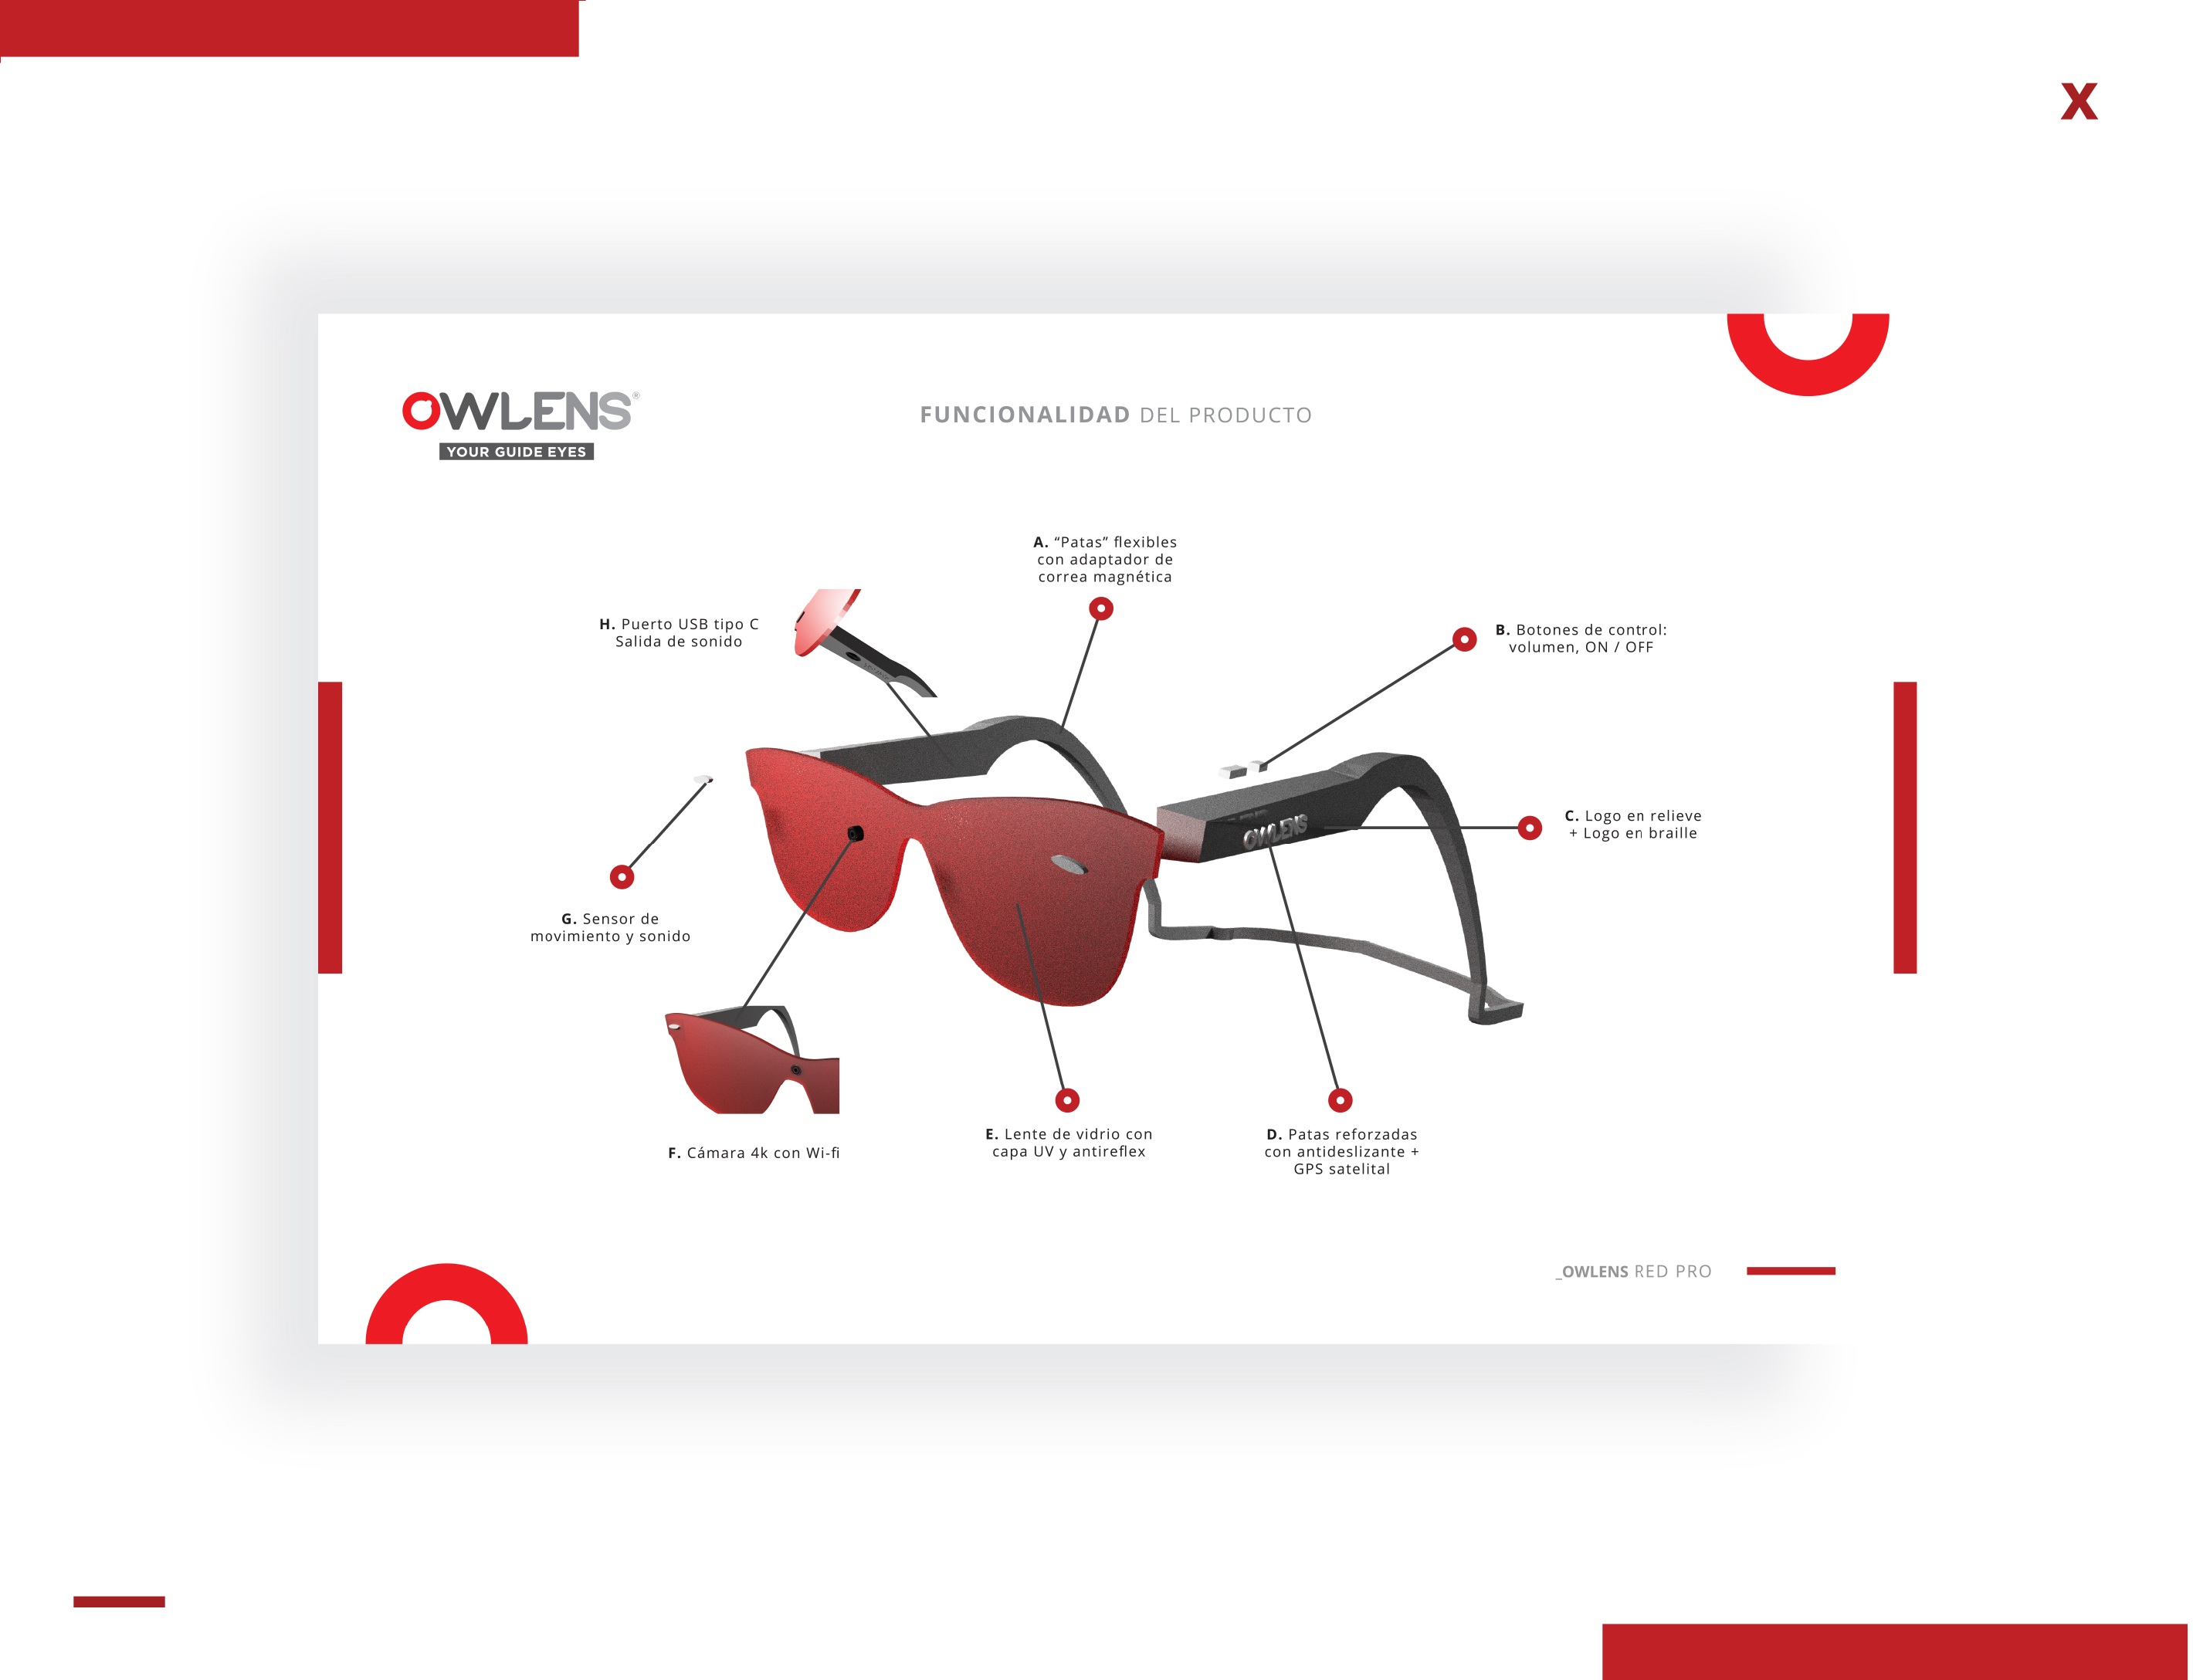 X
OWLENS®
YOUR GUIDE EYES
FUNCIONALIDAD DEL PRODUCTO
A. “Patas” flexibles
con adaptador de
correa magnética
H. Puerto USB tipo C
Salida de sonido
B. Botones de control:
volumen, ON / OFF
OWLENS
C. Logo en relieve
+ Logo en braille
G. Sensor de
movimiento y sonido
F. Cámara 4k con Wi-fi
E. Lente de vidrio con
capa UV y antireflex
D. Patas reforzadas
con antideslizante +
GPS satelital
_OWLENS RED PRO